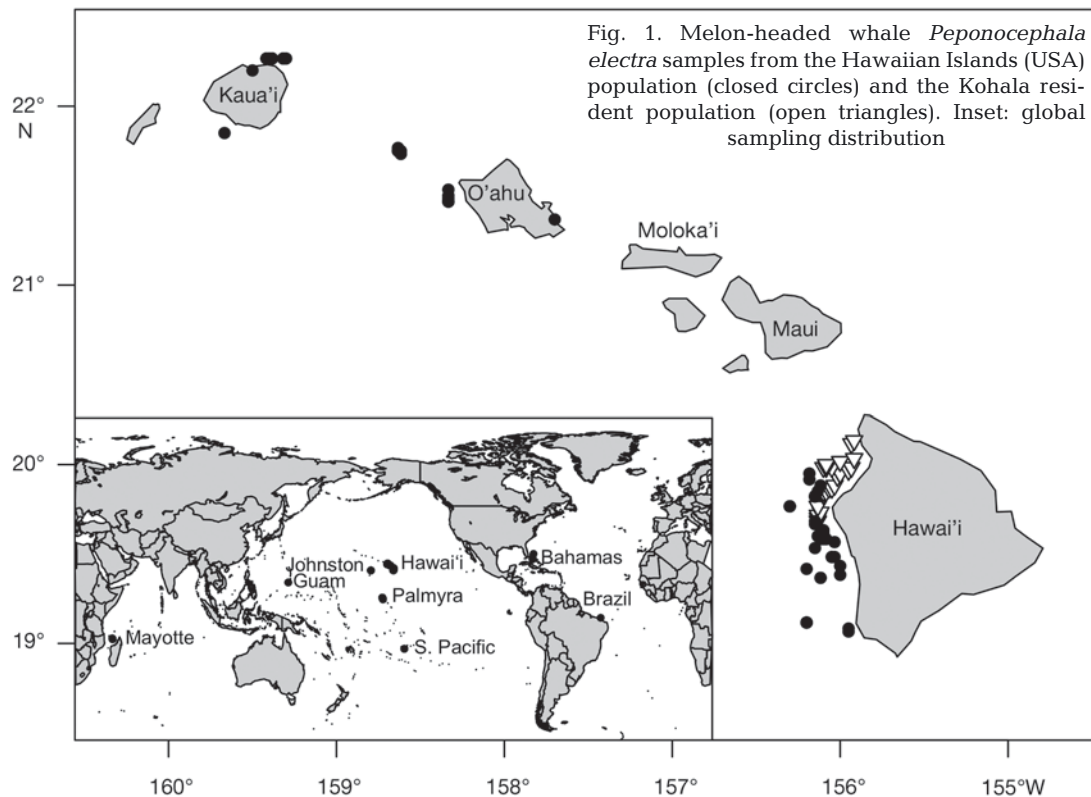 Fig. 1. Melon-headed whale Peponocephala
electra samples from the Hawaiian Islands (USA)
population (closed circles) and the Kohala resi-
dent population (open triangles). Inset: global
sampling distribution
Kaua'i
22°
N
O'ahu
Moloka'i
21°
Maui
20°
Hawai'i
Johnston
Hawai'i
Bahamas
Guam
Palmyra
Brazil
19°
Mayotte
S. Pacific
160°
159°
158°
157°
156°
155°W